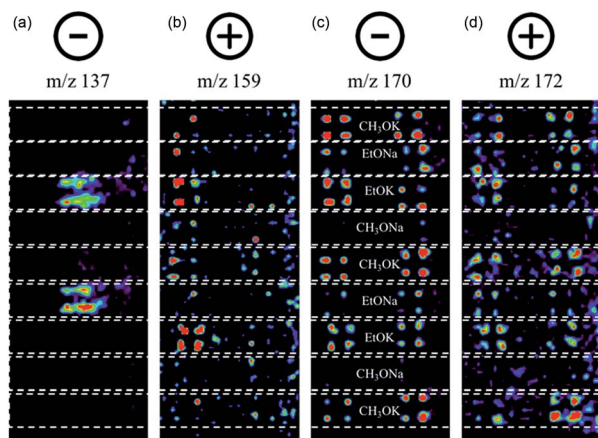 (a) (b) (c) (d)
− + − +
m/z 137 m/z 159 m/z 170 m/z 172
CH₃OK
EtONa
EtOK
CH₃ONa
CH₃OK
EtONa
EtOK
CH₃ONa
CH₃OK